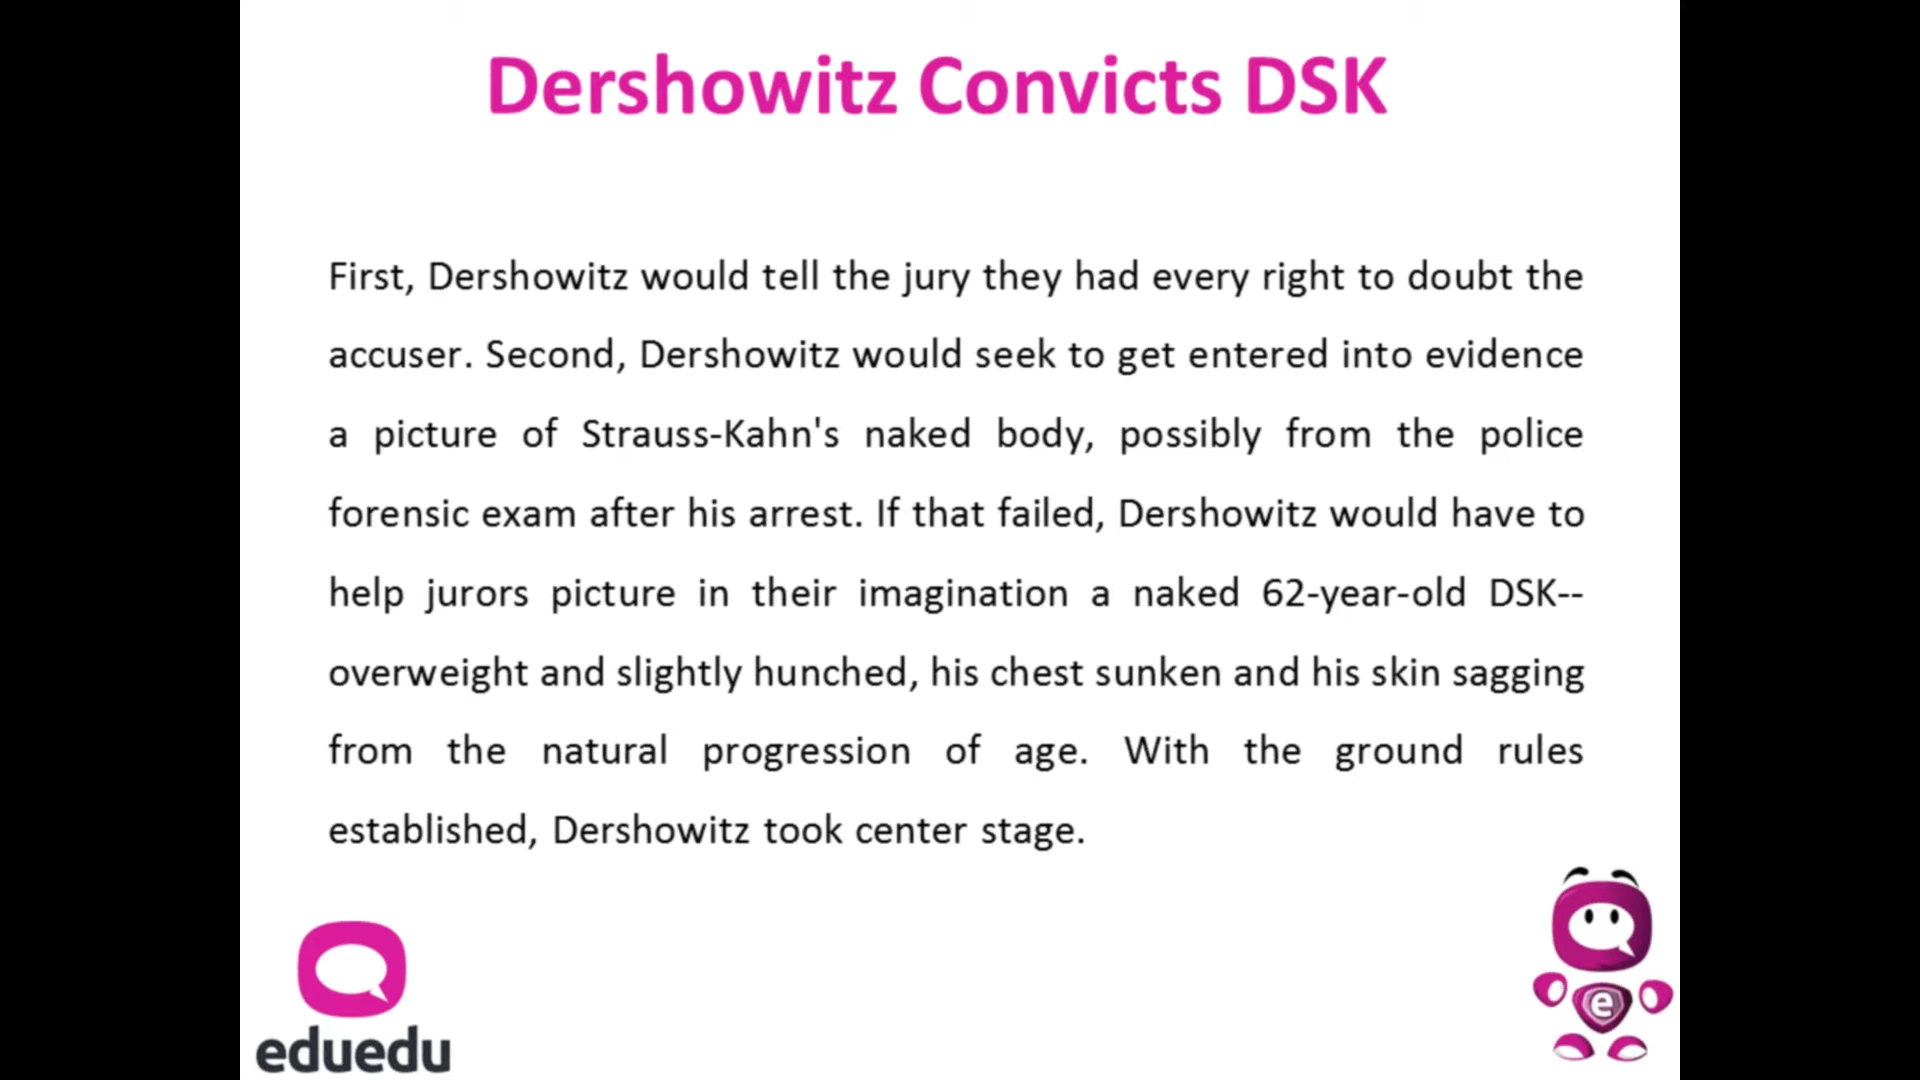 Dershowitz Convicts DSK
First, Dershowitz would tell the jury they had every right to doubt the
accuser. Second, Dershowitz would seek to get entered into evidence
a picture of Strauss-Kahn's naked body, possibly from the police
forensic exam after his arrest. If that failed, Dershowitz would have to
help jurors picture in their imagination a naked 62-year-old DSK--
overweight and slightly hunched, his chest sunken and his skin sagging
from the natural progression of age. With the ground rules
established, Dershowitz took center stage.
eduedu
e